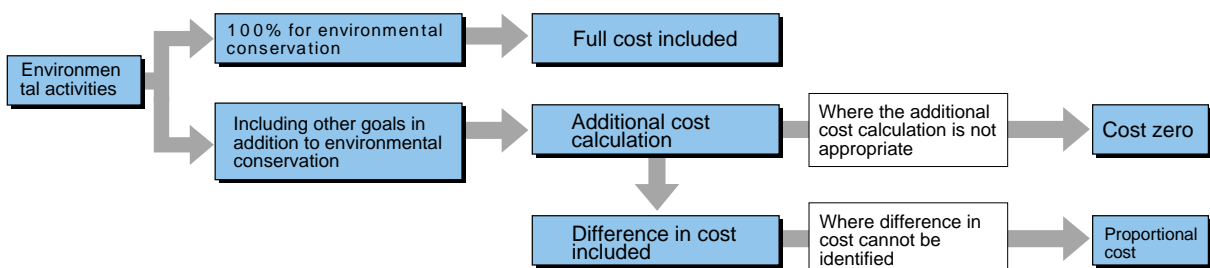 Environmen
tal activities
100% for environmental
conservation
Full cost included
Including other goals in
addition to environmental
conservation
Additional cost
calculation
Where the additional
cost calculation is not
appropriate
Cost zero
Difference in cost
included
Where difference in
cost cannot be
identified
Proportional
cost